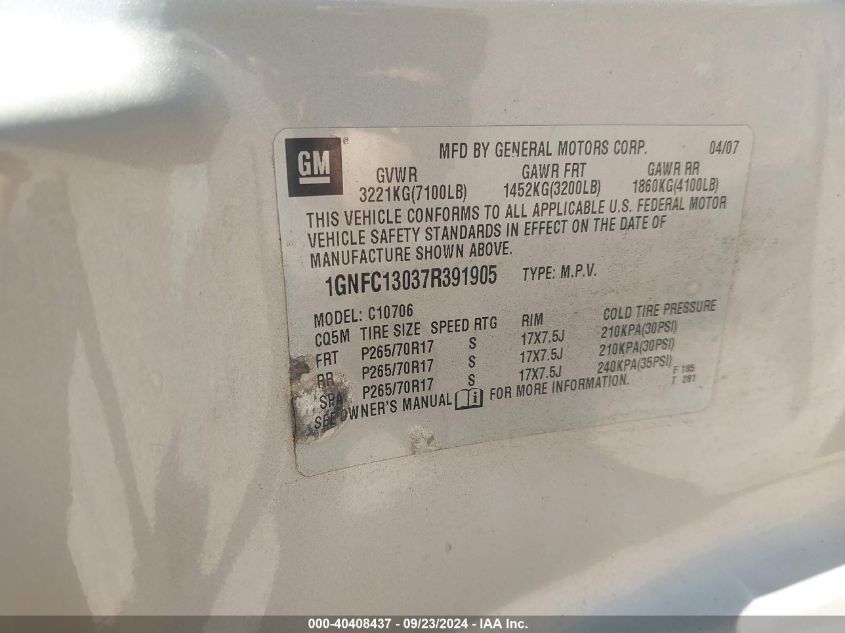 GM ® MFD BY GENERAL MOTORS CORP. 04/07
GVWR GAWR FRT GAWR RR
3221KG(7100LB) 1452KG(3200LB) 1860KG(4100LB)
THIS VEHICLE CONFORMS TO ALL APPLICABLE U.S. FEDERAL MOTOR
VEHICLE SAFETY STANDARDS IN EFFECT ON THE DATE OF
MANUFACTURE SHOWN ABOVE.
1GNFC13037R391905 TYPE: M.P.V.
MODEL: C10706
CQ5M TIRE SIZE SPEED RTG RIM COLD TIRE PRESSURE
FRT P265/70R17 S 17X7.5J 210KPA(30PSI)
RR P265/70R17 S 17X7.5J 210KPA(30PSI)
SPA P265/70R17 S 17X7.5J 240KPA(35PSI)
SEE OWNER'S MANUAL i FOR MORE INFORMATION. F 185
T 281
000-40408437 - 09/23/2024 - IAA Inc.